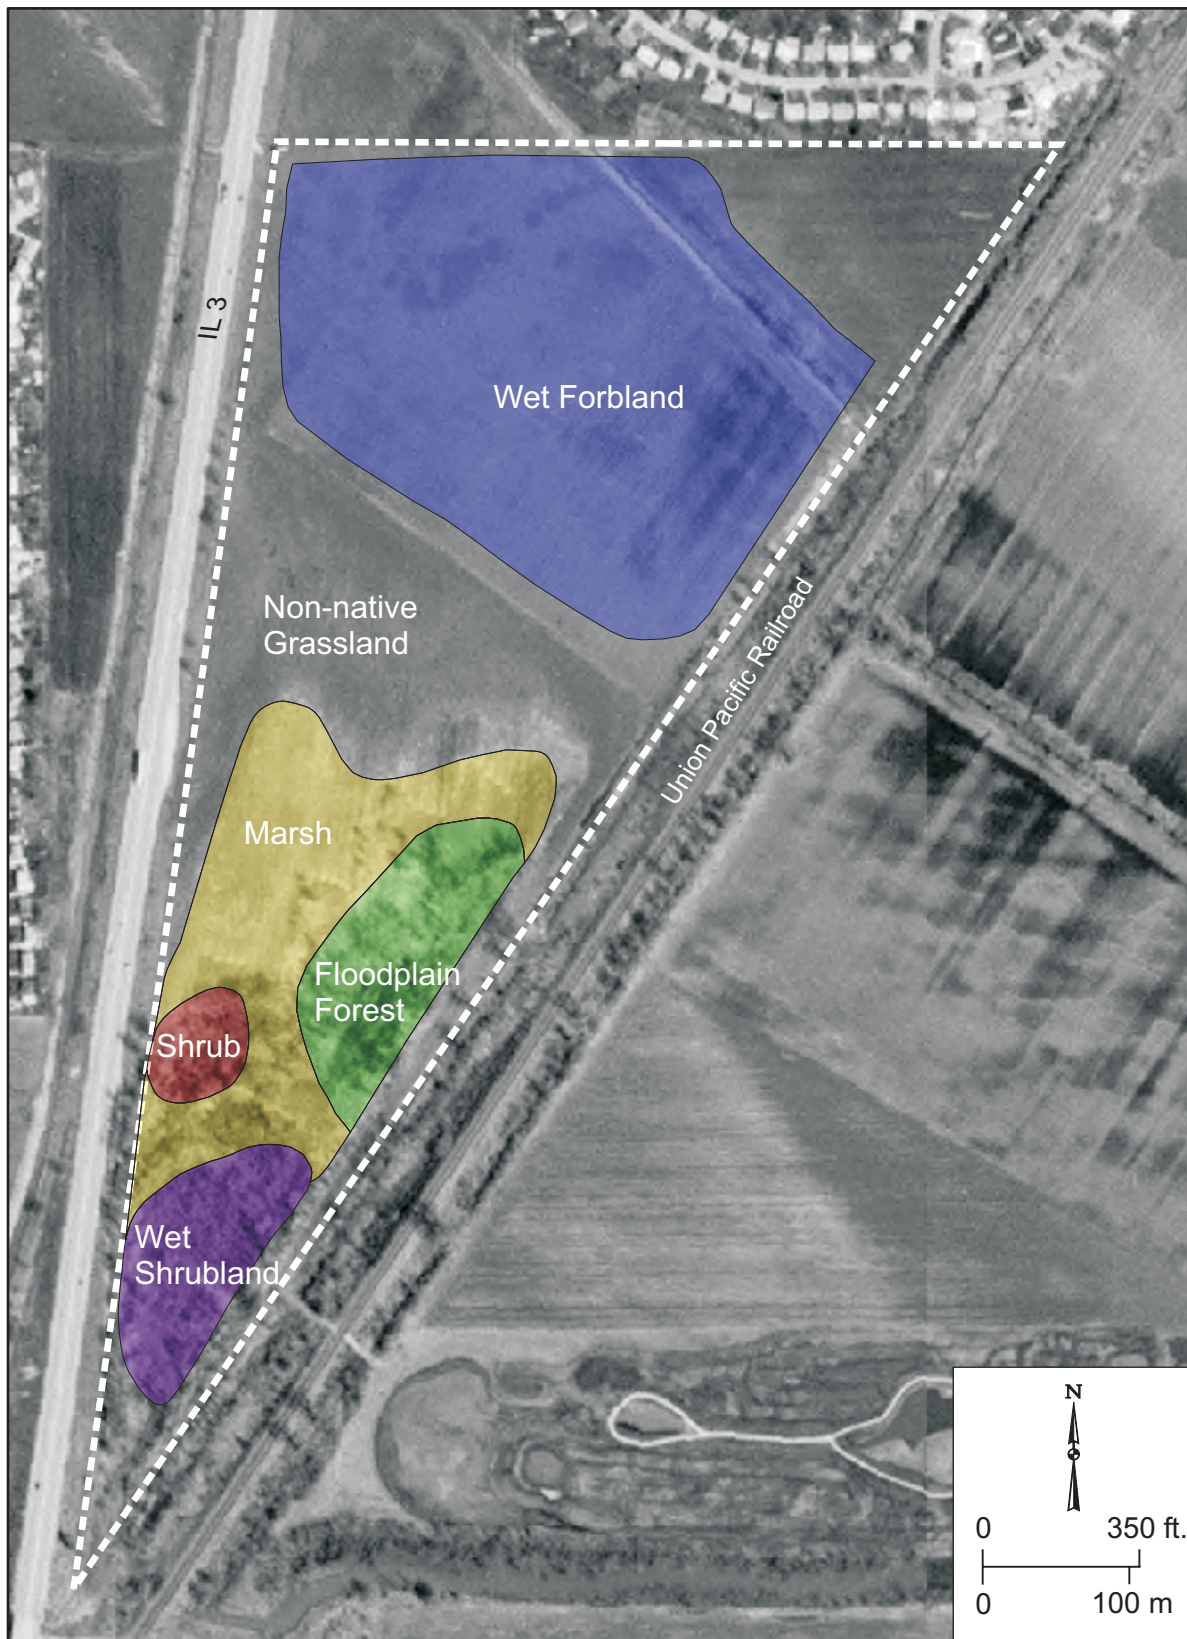 IL 3
Wet Forbland
Non-native
Grassland
Union Pacific Railroad
Marsh
Floodplain
Forest
Shrub
Wet
Shrubland
N
0 350 ft.
0 100 m